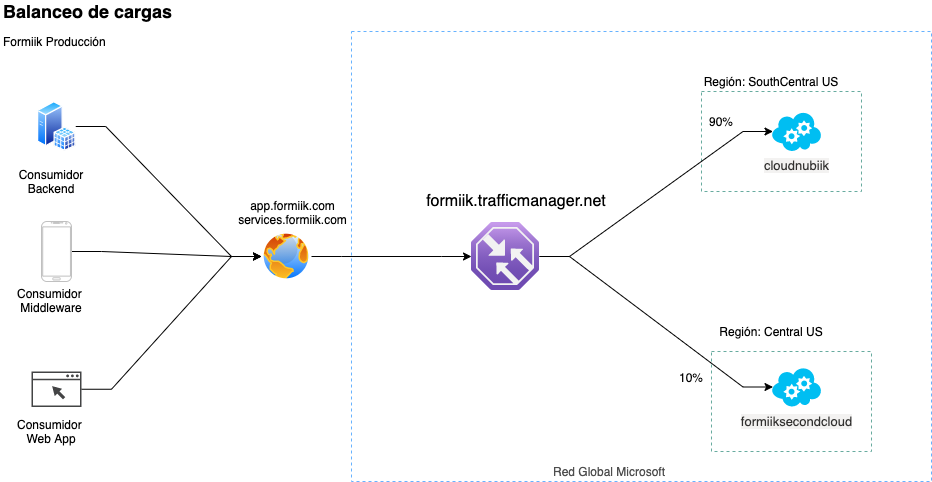 Balanceo de cargas
Formiik Producción
Región: SouthCentral US
90%
cloudnubiik
Consumidor
Backend
app.formiik.com
services.formiik.com
formiik.trafficmanager.net
Consumidor
Middleware
Región: Central US
10%
formiiksecondcloud
Consumidor
Web App
Red Global Microsoft